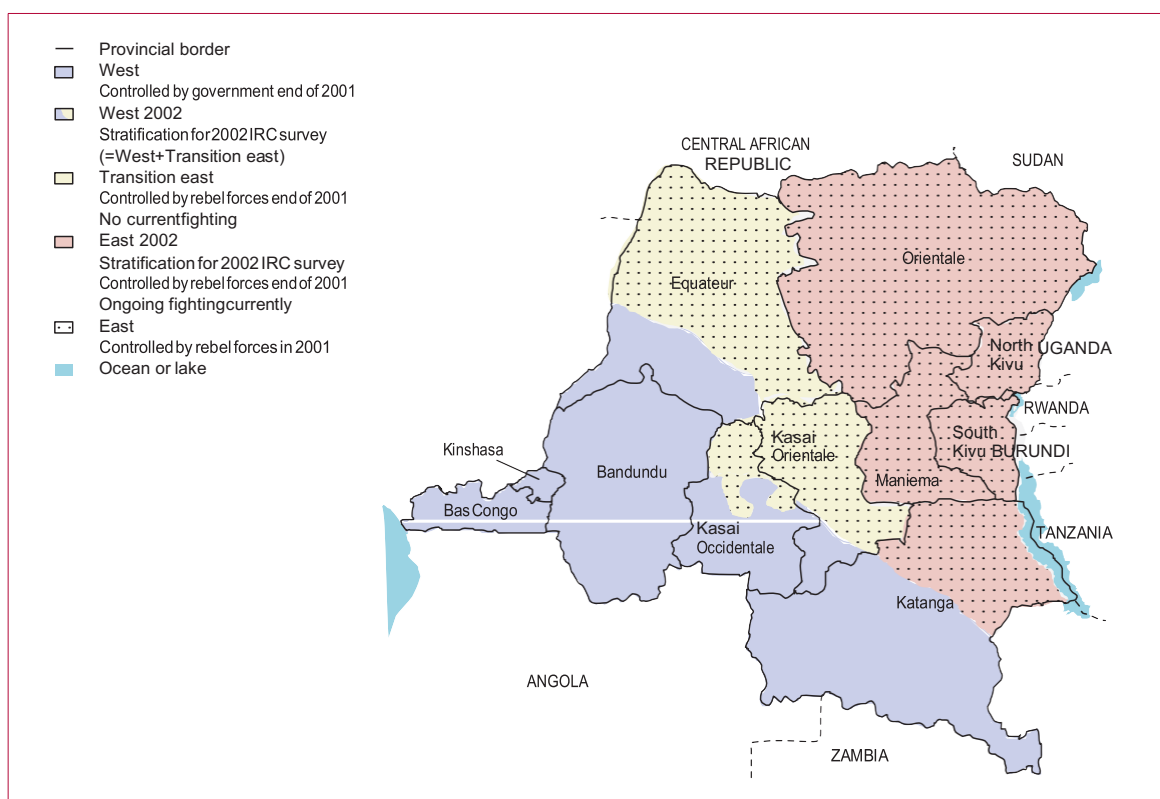 Provincial border
West
Controlled by government end of 2001
West 2002
Stratification for 2002 IRC survey
(=West+Transition east)
Transition east
Controlled by rebel forces end of 2001
No currentfighting
East 2002
Stratification for 2002 IRC survey
Controlled by rebel forces end of 2001
Ongoing fightingcurrently
East
Controlled by rebel forces in 2001
Ocean or lake
CENTRAL AFRICAN
REPUBLIC
SUDAN
Orientale
Equateur
North
Kivu
UGANDA
RWANDA
South
Kivu
BURUNDI
Kasai
Orientale
Maniema
Kinshasa
Bandundu
Bas Congo
Kasai
Occidentale
TANZANIA
Katanga
ANGOLA
ZAMBIA